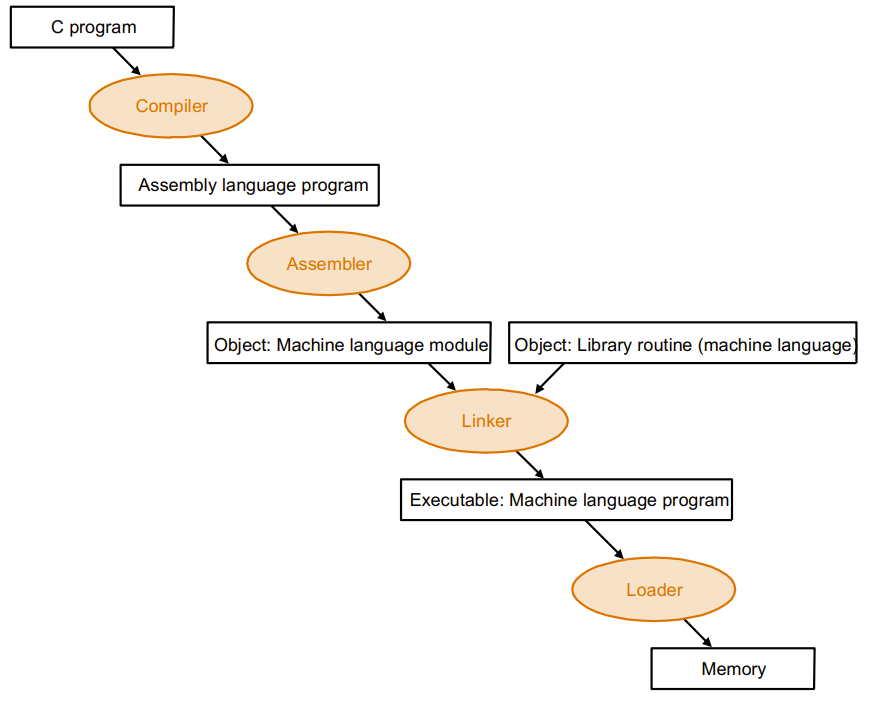 C program
Compiler
Assembly language program
Assembler
Object: Machine language module
Object: Library routine (machine language)
Linker
Executable: Machine language program
Loader
Memory